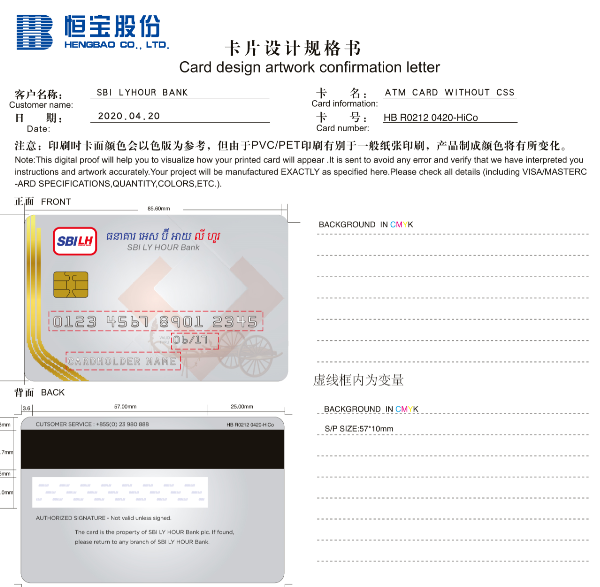 恒宝股份
HENGBAO CO., LTD.
卡片设计规格书
Card design artwork confirmation letter
客户名称: SBI LYHOUR BANK
Customer name:
卡 名: ATM CARD WITHOUT CSS
Card information:
日 期: 2020.04.20
Date:
卡 号: HB R0212 0420-HiCo
Card number:
注意: 印刷时卡面颜色会以色版为参考，但由于PVC/PET印刷有别于一般纸张印刷，产品制成颜色将有所变化。
Note:This digital proof will help you to visualize how your printed card will appear .It is sent to avoid any error and verify that we have interpreted you
instructions and artwork accurately.Your project will be manufactured EXACTLY as specified here.Please check all details (including VISA/MASTERC
-ARD SPECIFICATIONS,QUANTITY,COLORS,ETC.).
正面 FRONT
85.60mm
BACKGROUND IN CMYK
SBI LH
ធនាគារ អេស ប៊ី អាយ លី ហួរ
SBI LY HOUR Bank
0123 4567 8901 2345
06/17
CARDHOLDER NAME
虚线框内为变量
背面 BACK
3.6 57.00mm 25.00mm
BACKGROUND IN CMYK
CUTSOMER SERVICE : +855(0) 23 980 888
HB R0212 0420-HiCo
S/P SIZE:57*10mm
AUTHORIZED SIGNATURE - Not valid unless signed.
The card is the property of SBI LY HOUR Bank plc. If found,
please return to any branch of SBI LY HOUR Bank.